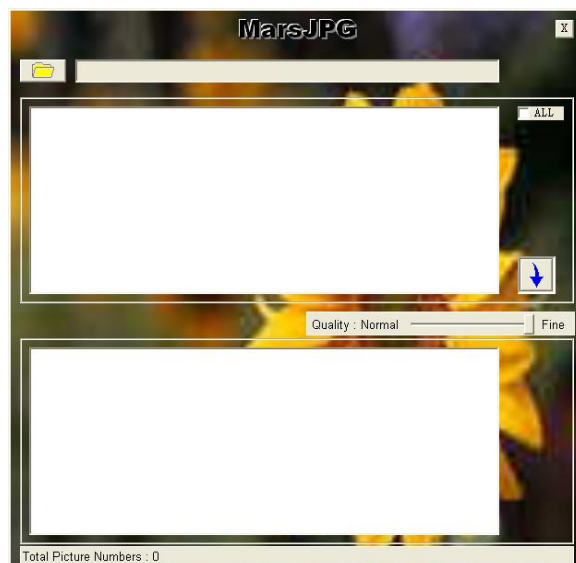 MarsJPG
X
ALL
Quality : Normal Fine
Total Picture Numbers : 0